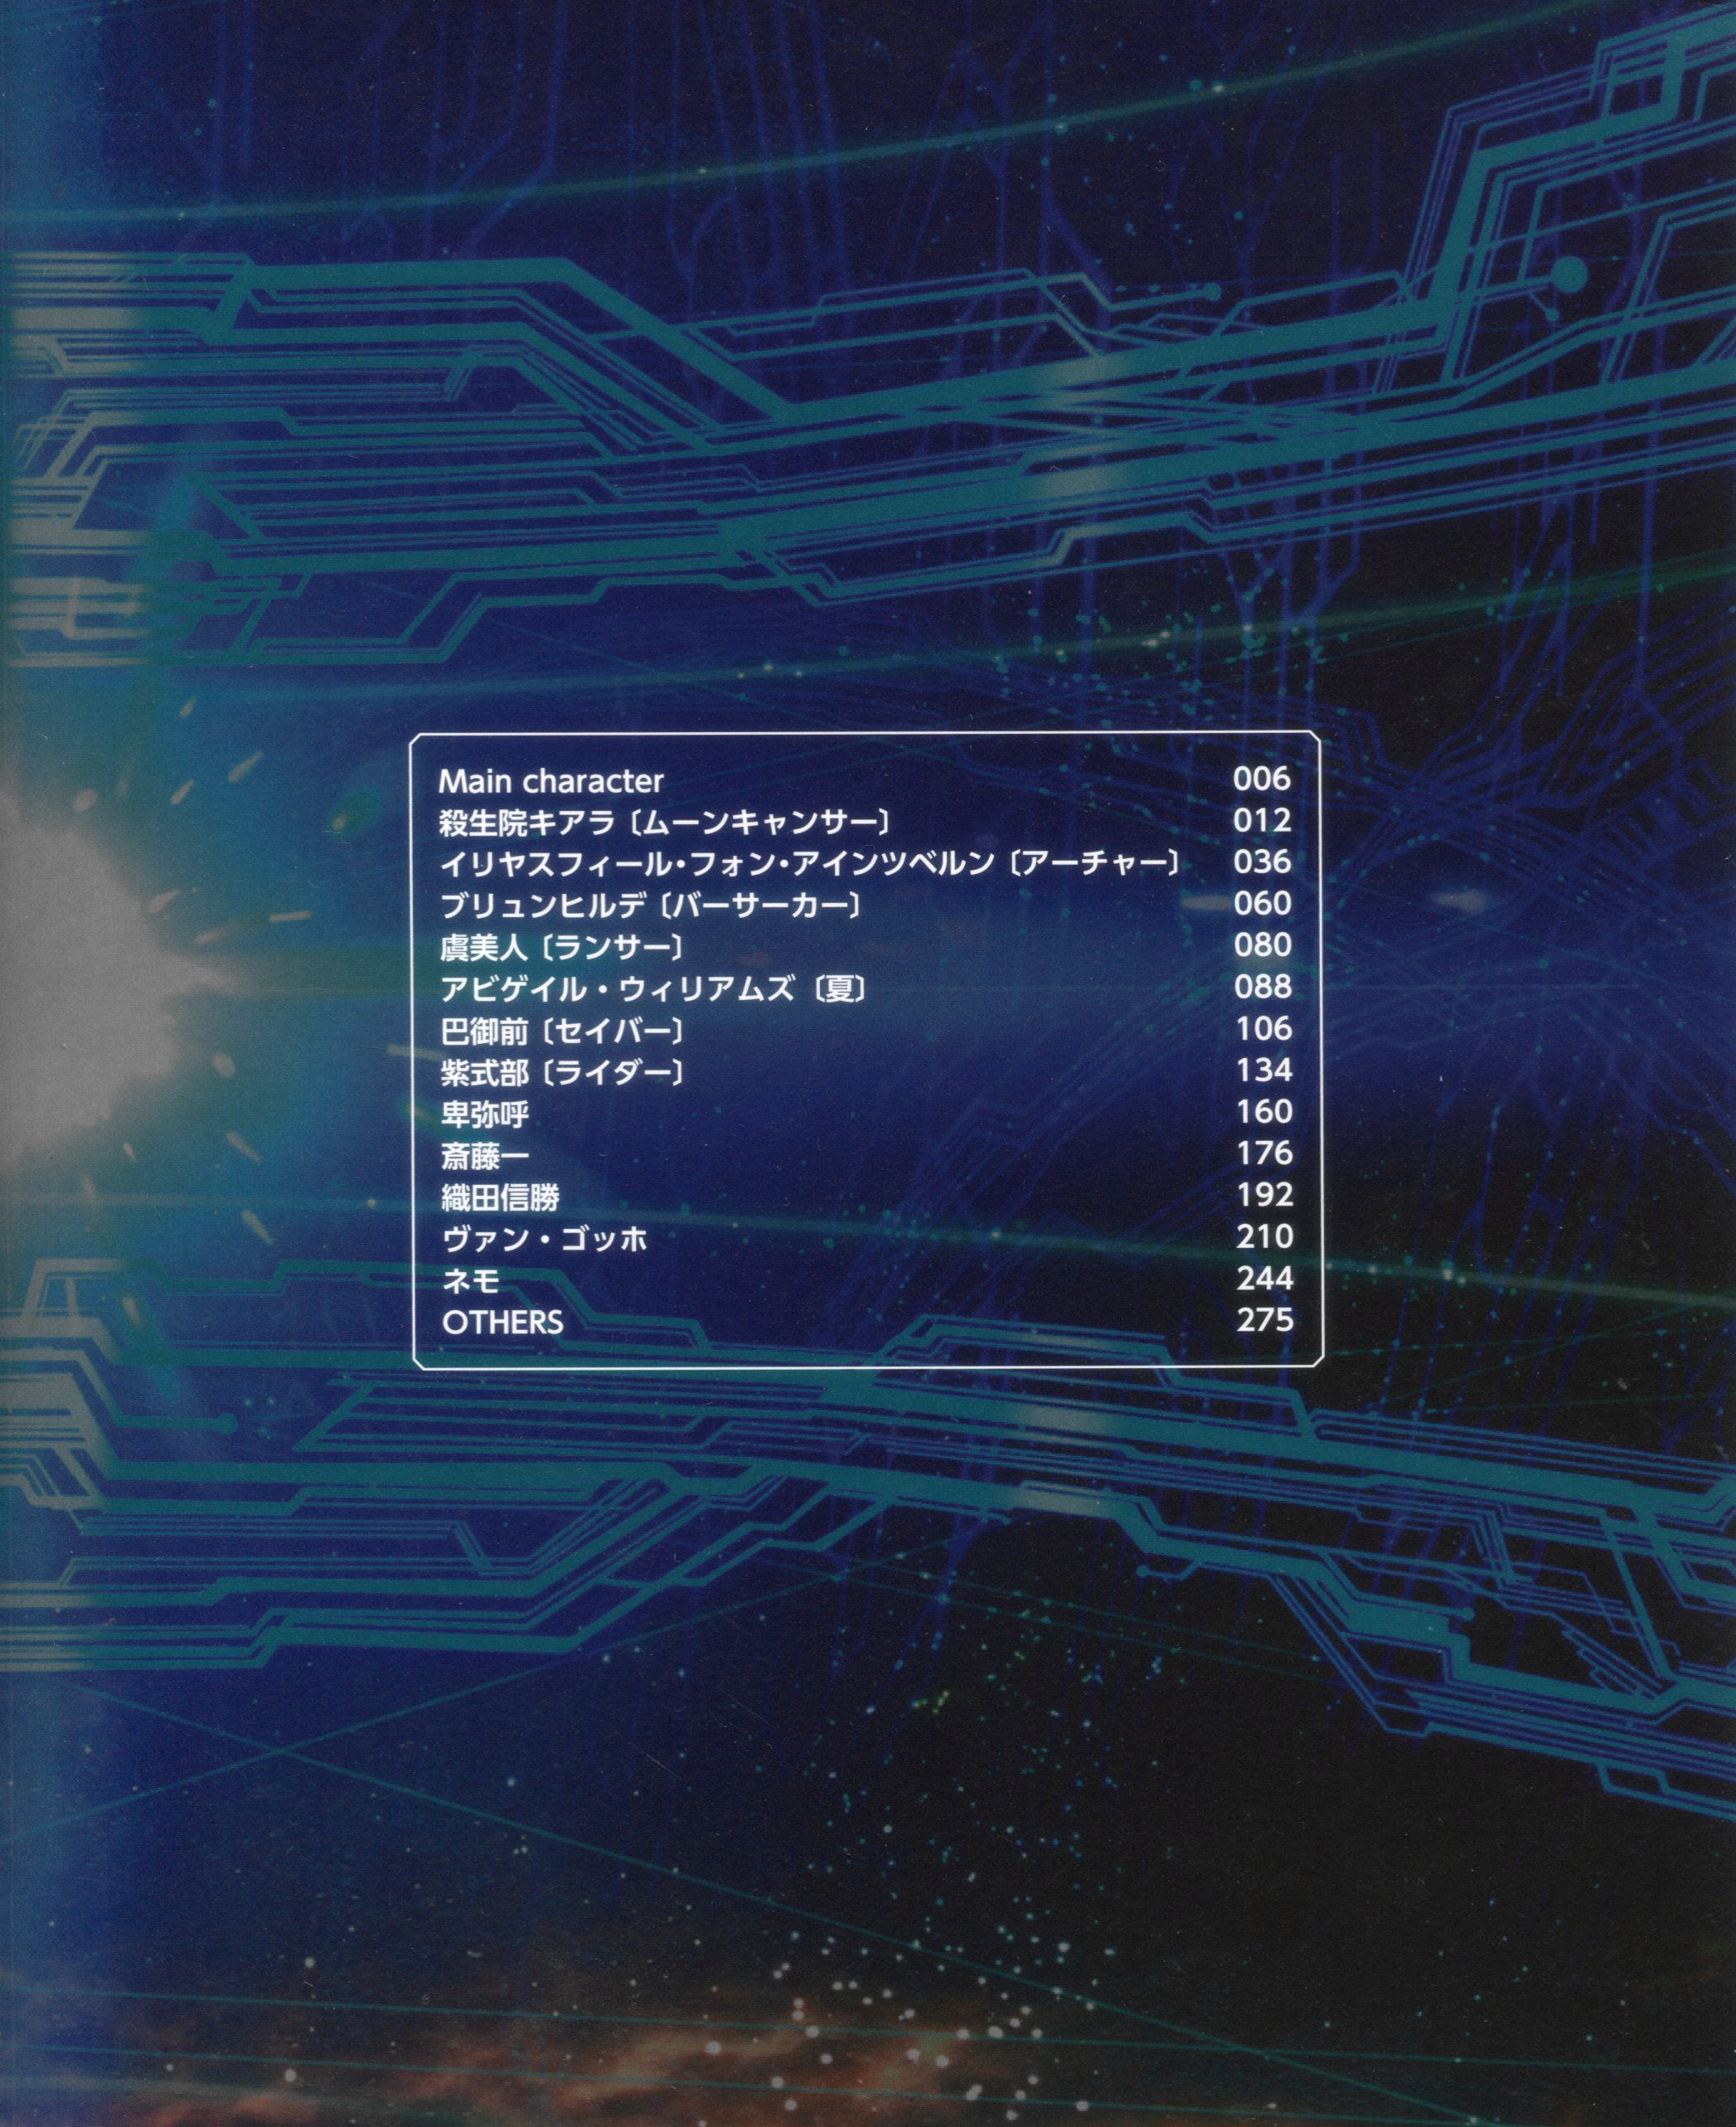 Main character 006
殺生院キアラ〔ムーンキャンサー〕 012
イリヤスフィール・フォン・アインツベルン〔アーチャー〕 036
ブリュンヒルデ〔バーサーカー〕 060
虞美人〔ランサー〕 080
アビゲイル・ウィリアムズ〔夏〕 088
巴御前〔セイバー〕 106
紫式部〔ライダー〕 134
卑弥呼 160
斎藤一 176
織田信勝 192
ヴァン・ゴッホ 210
ネモ 244
OTHERS 275